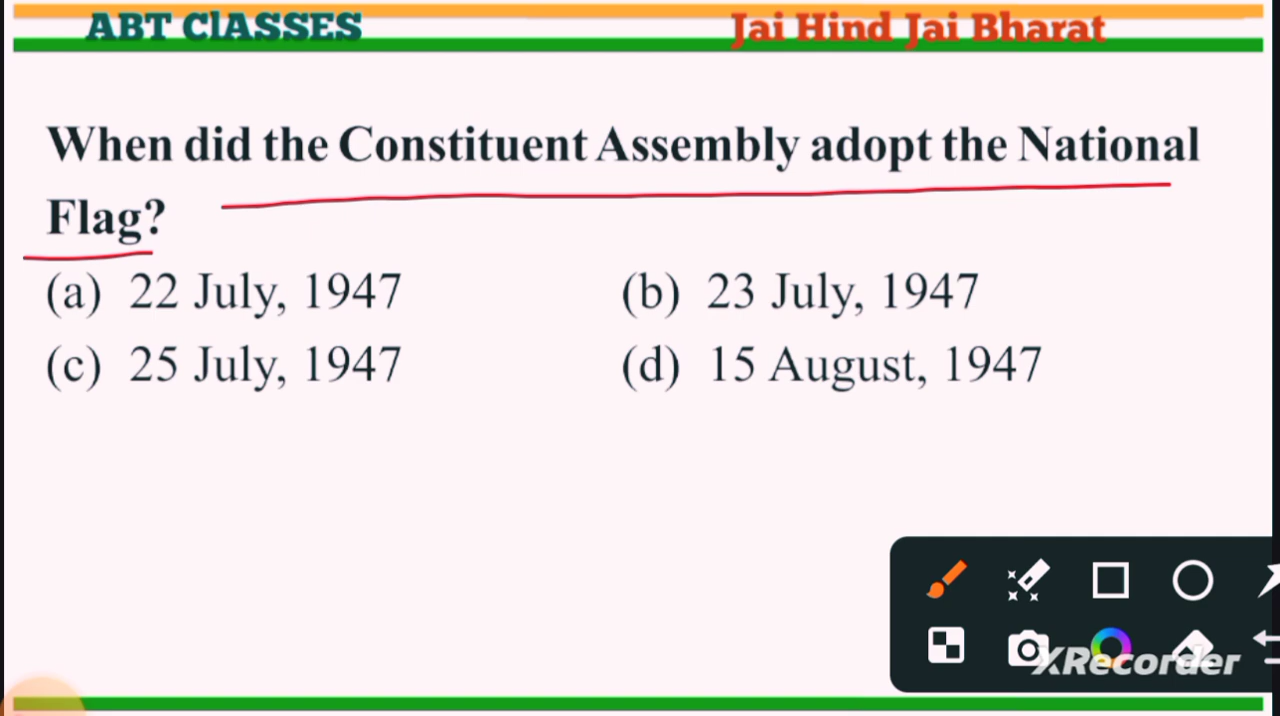 ABT ClASSES Jai Hind Jai Bharat
When did the Constituent Assembly adopt the National
Flag?
(a) 22 July, 1947 (b) 23 July, 1947
(c) 25 July, 1947 (d) 15 August, 1947
XRecorder